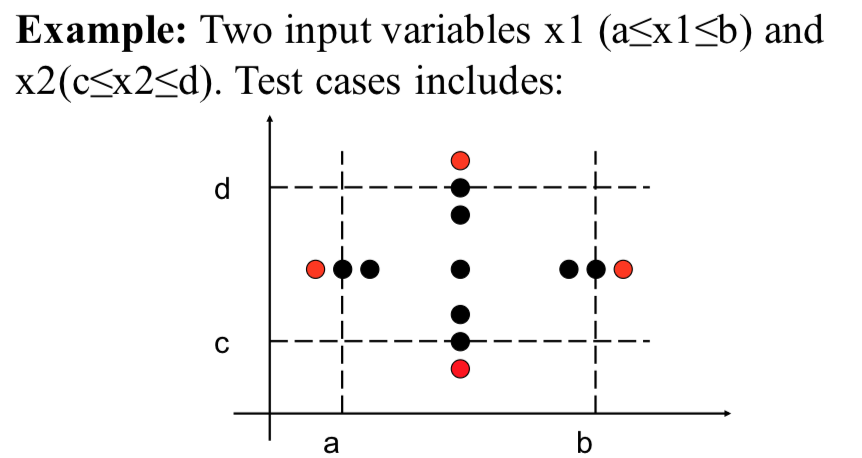 Example: Two input variables x1 (a≤x1≤b) and
x2(c≤x2≤d). Test cases includes:
d
c
a
b